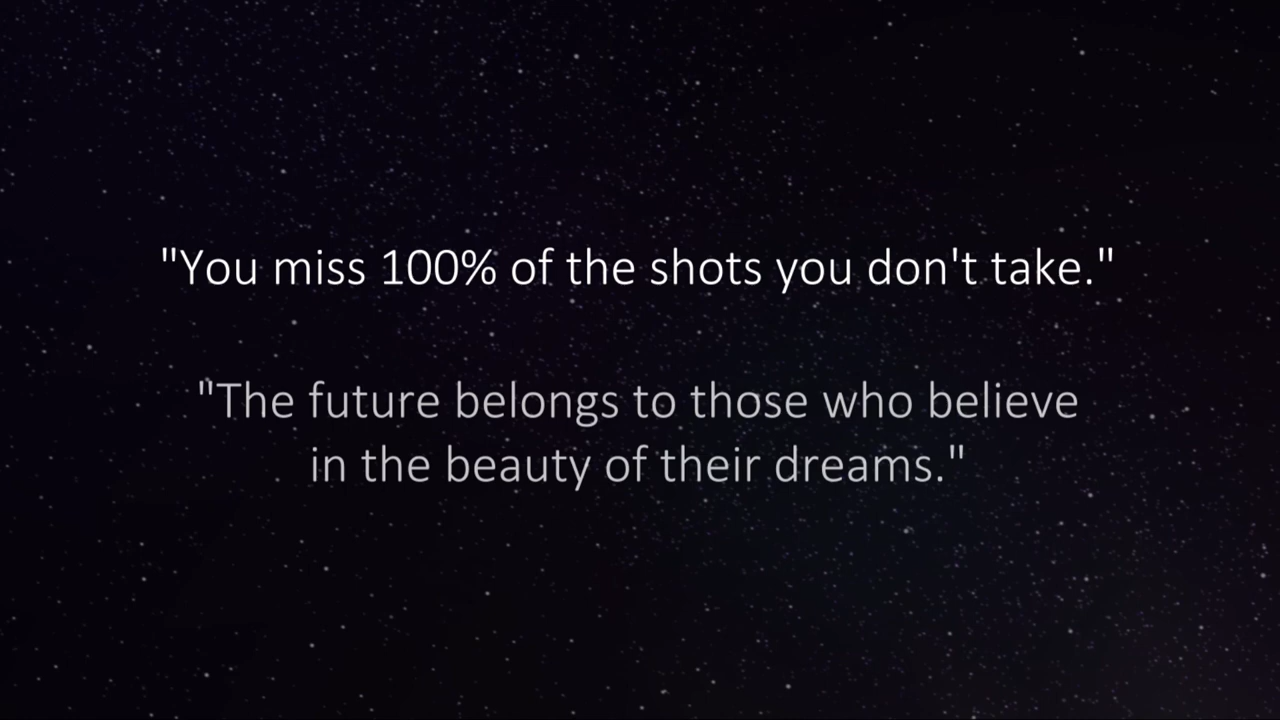 "You miss 100% of the shots you don't take."
"The future belongs to those who believe
in the beauty of their dreams."